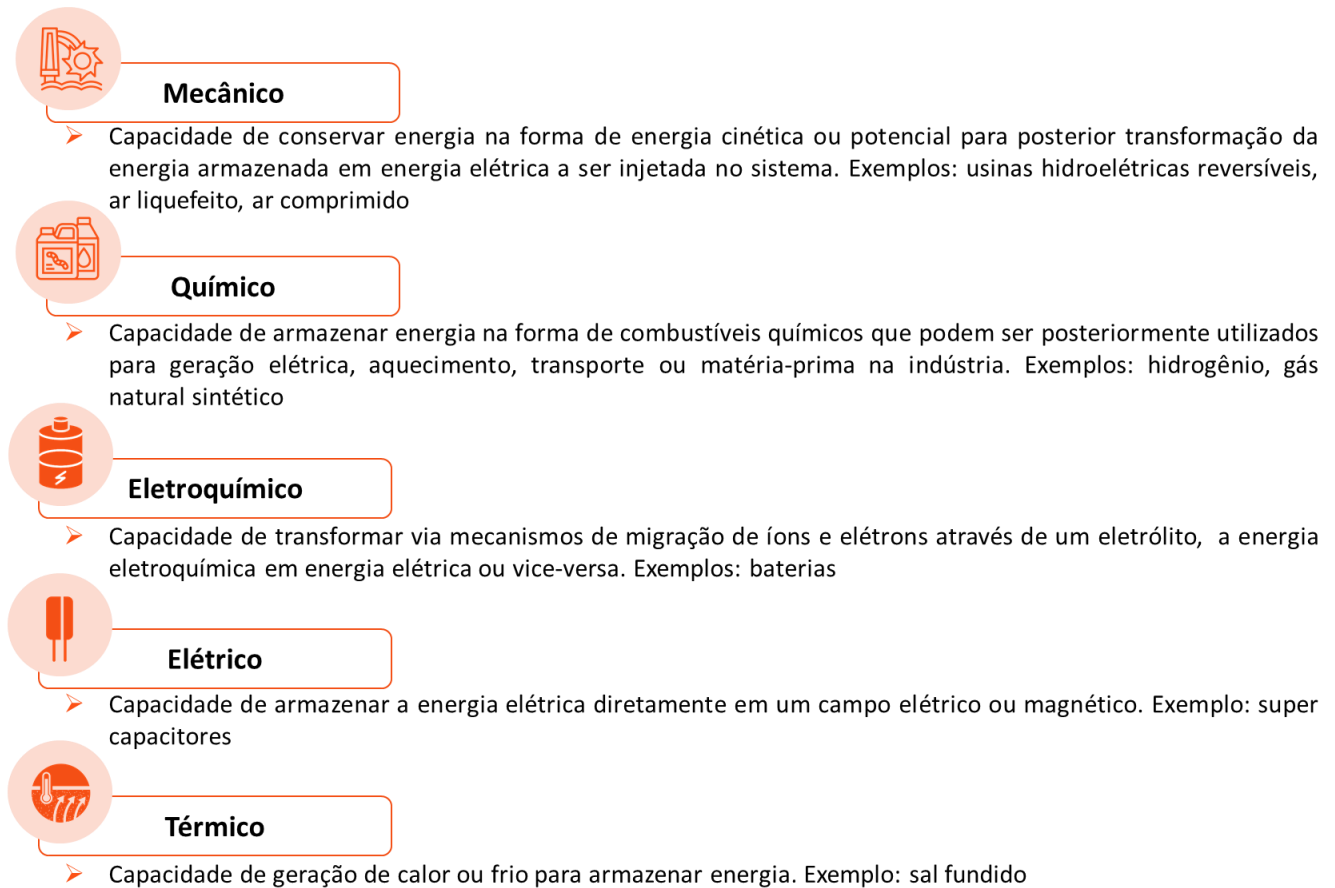 Mecânico
Capacidade de conservar energia na forma de energia cinética ou potencial para posterior transformação da
energia armazenada em energia elétrica a ser injetada no sistema. Exemplos: usinas hidroelétricas reversíveis,
ar liquefeito, ar comprimido
Químico
Capacidade de armazenar energia na forma de combustíveis químicos que podem ser posteriormente utilizados
para geração elétrica, aquecimento, transporte ou matéria-prima na indústria. Exemplos: hidrogênio, gás
natural sintético
Eletroquímico
Capacidade de transformar via mecanismos de migração de íons e elétrons através de um eletrólito, a energia
eletroquímica em energia elétrica ou vice-versa. Exemplos: baterias
Elétrico
Capacidade de armazenar a energia elétrica diretamente em um campo elétrico ou magnético. Exemplo: super
capacitores
Térmico
Capacidade de geração de calor ou frio para armazenar energia. Exemplo: sal fundido